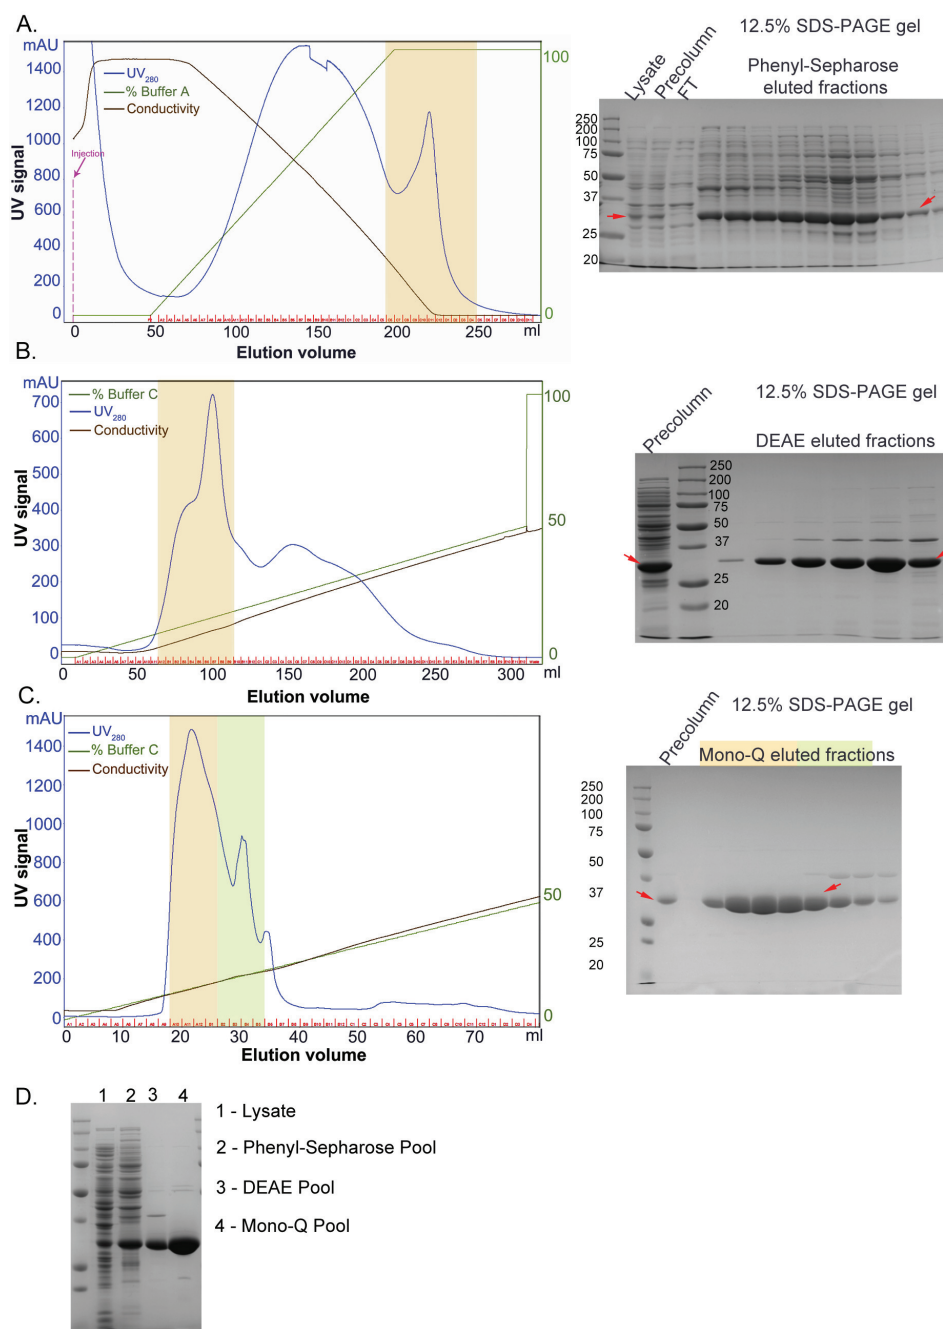 A.
mAU
1400
1200
1000
800
600
400
200
0
UV signal
UV280
% Buffer A
Conductivity
Injection
100
0
50
100
150
200
250
ml
Elution volume
12.5% SDS-PAGE gel
Lysate
Precolumn
FT
Phenyl-Sepharose
eluted fractions
250
200
75
50
37
25
20
B.
mAU
700
600
500
400
300
200
100
0
UV signal
% Buffer C
UV280
Conductivity
100
50
0
0
50
100
150
200
250
300
ml
Elution volume
12.5% SDS-PAGE gel
Precolumn
DEAE eluted fractions
250
200
100
75
50
37
25
20
C.
mAU
1400
1200
1000
800
600
400
200
0
UV signal
UV280
% Buffer C
Conductivity
50
0
0
10
20
30
40
50
60
70
ml
Elution volume
12.5% SDS-PAGE gel
Precolumn
Mono-Q eluted fractions
250
200
100
75
50
37
25
20
D.
1 2 3 4
1 - Lysate
2 - Phenyl-Sepharose Pool
3 - DEAE Pool
4 - Mono-Q Pool